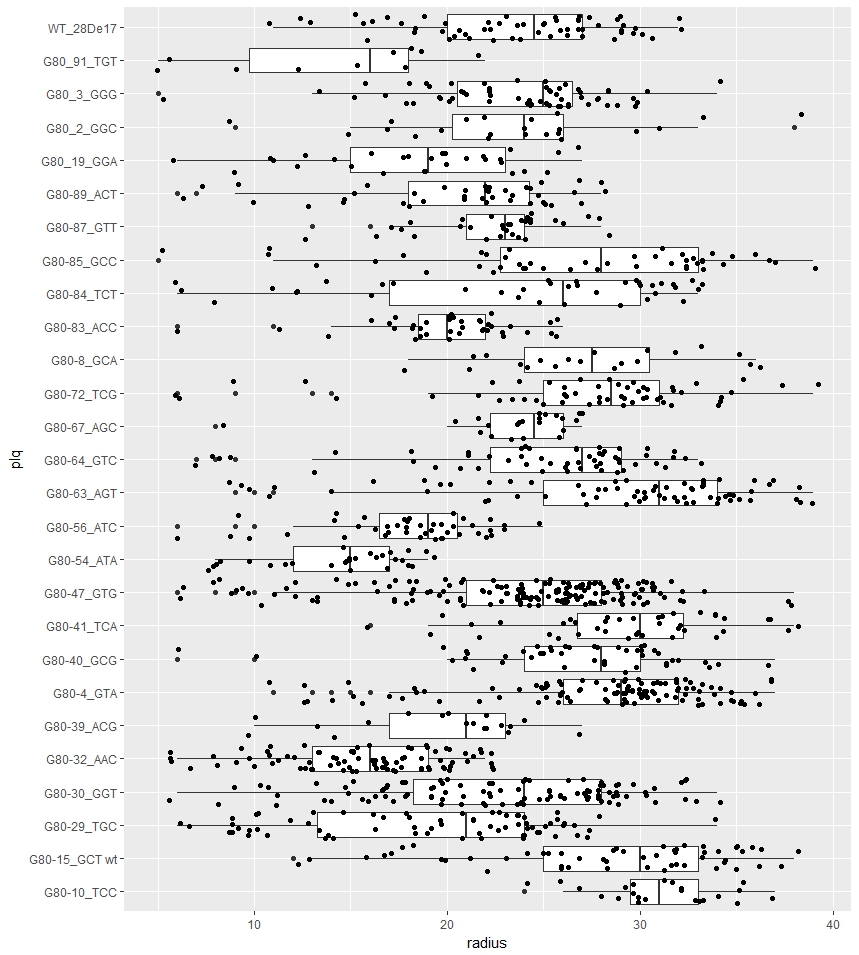 WT_28De17
G80_91_TGT
G80_3_GGG
G80_2_GGC
G80_19_GGA
G80-89_ACT
G80-87_GTT
G80-85_GCC
G80-84_TCT
G80-83_ACC
G80-8_GCA
G80-72_TCG
G80-67_AGC
G80-64_GTC
G80-63_AGT
G80-56_ATC
G80-54_ATA
G80-47_GTG
G80-41_TCA
G80-40_GCG
G80-4_GTA
G80-39_ACG
G80-32_AAC
G80-30_GGT
G80-29_TGC
G80-15_GCT wt
G80-10_TCC
plq
10 20 30 40
radius